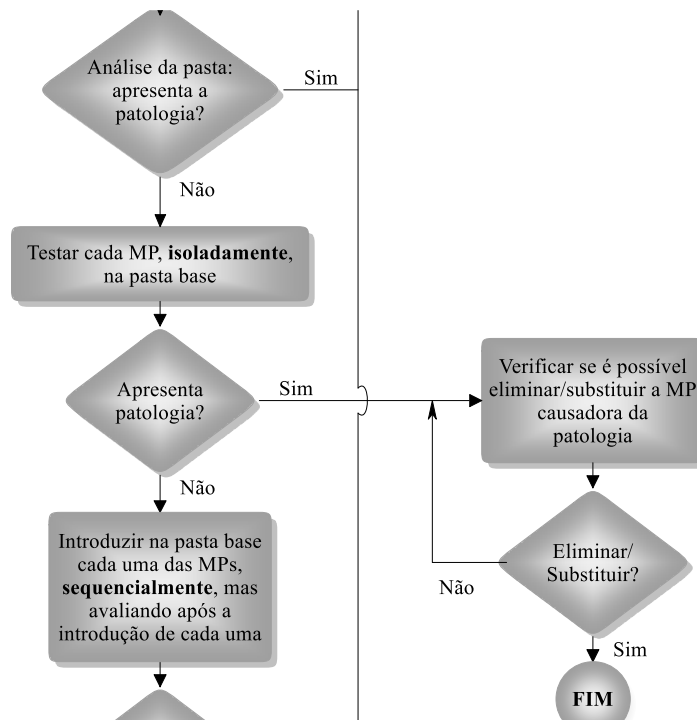 Análise da pasta:
apresenta a
patologia?
Sim
Não
Testar cada MP, isoladamente,
na pasta base
Apresenta
patologia?
Sim
Não
Introduzir na pasta base
cada uma das MPs,
sequencialmente, mas
avaliando após a
introdução de cada uma
Verificar se é possível
eliminar/substituir a MP
causadora da
patologia
Eliminar/
Substituir?
Não
Sim
FIM